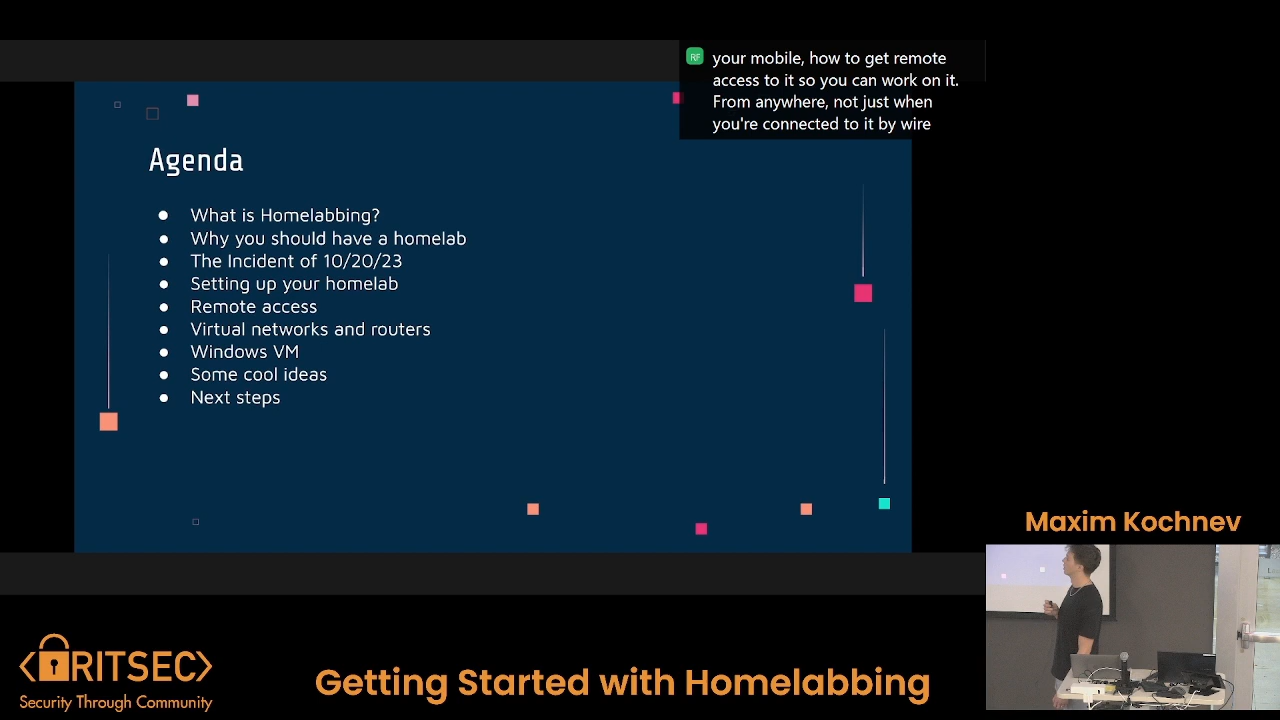 RF
your mobile, how to get remote
access to it so you can work on it.
From anywhere, not just when
you're connected to it by wire
Agenda
● What is Homelabbing?
● Why you should have a homelab
● The Incident of 10/20/23
● Setting up your homelab
● Remote access
● Virtual networks and routers
● Windows VM
● Some cool ideas
● Next steps
Maxim Kochnev
<RITSEC>
Security Through Community
Getting Started with Homelabbing